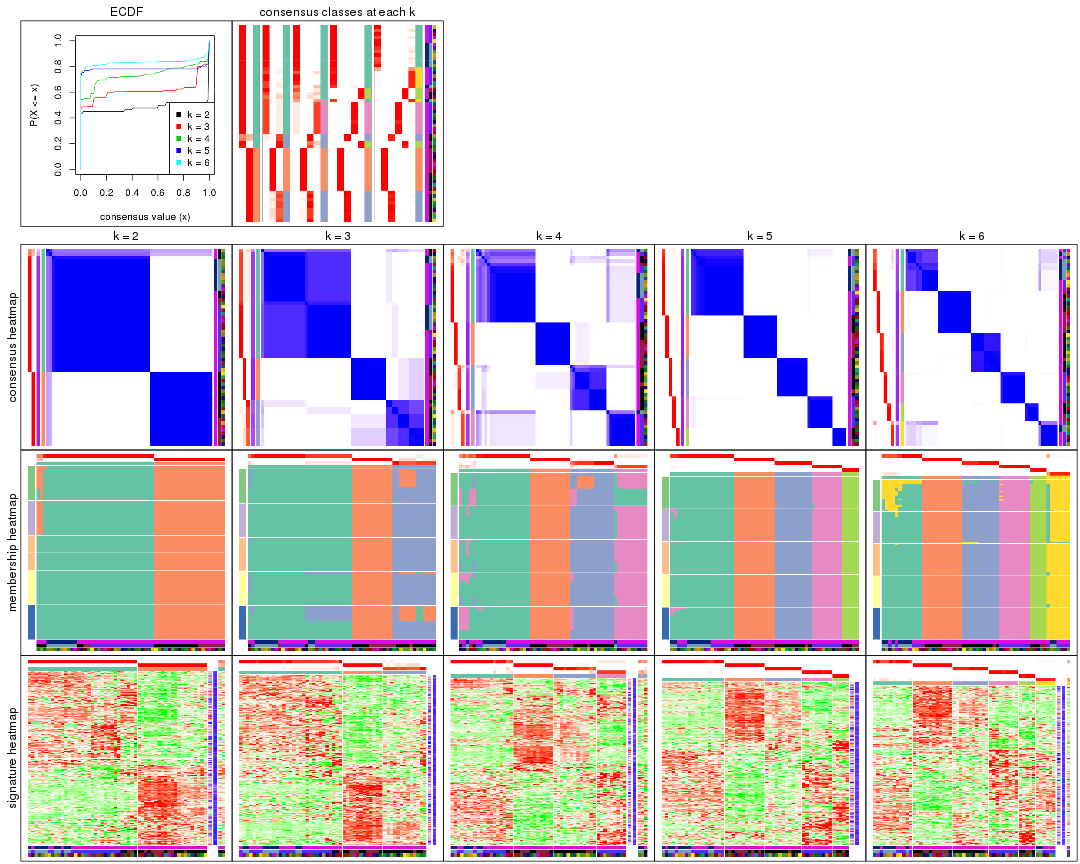 ECDF
consensus classes at each k
P(X <= x)
0.0
0.2
0.4
0.6
0.8
1.0
k = 2
k = 3
k = 4
k = 5
k = 6
0.0 0.2 0.4 0.6 0.8 1.0
consensus value (x)
k = 2
k = 3
k = 4
k = 5
k = 6
consensus heatmap
membership heatmap
signature heatmap